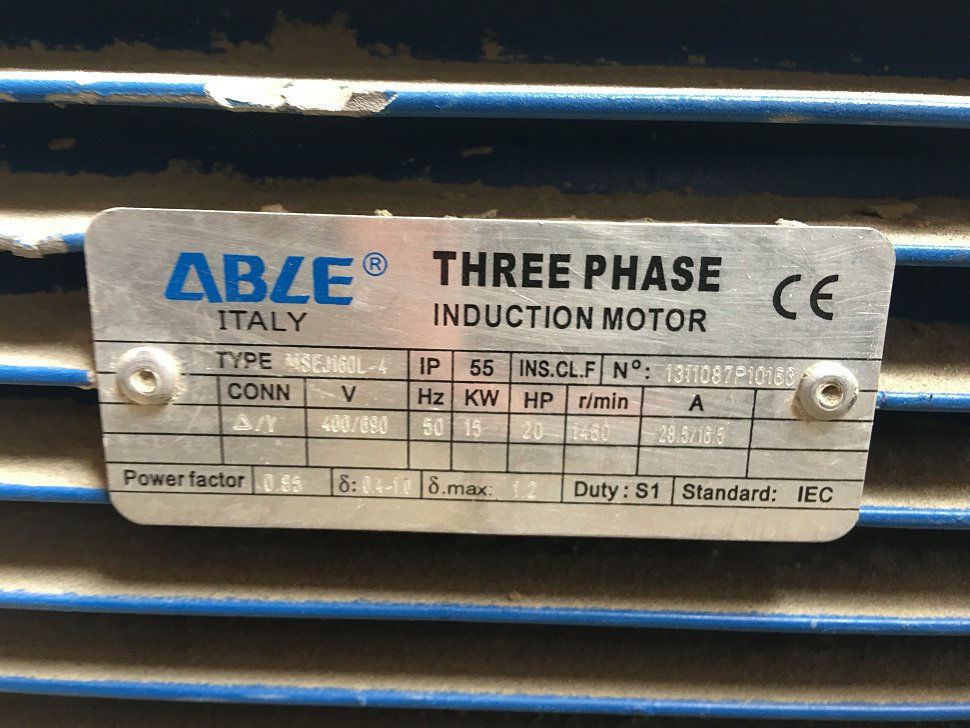 ABLE®
ITALY
THREE PHASE
INDUCTION MOTOR
CE
TYPE MSEJ160L-4 IP 55 INS.CL.F N°: 1311087P10163
CONN V Hz KW HP r/min A
Δ/Y 400/690 50 15 20 1460 28.5/16.5
Power factor 0.85 δ: 0.4-1.0 δ.max: 1.2 Duty: S1 Standard: IEC